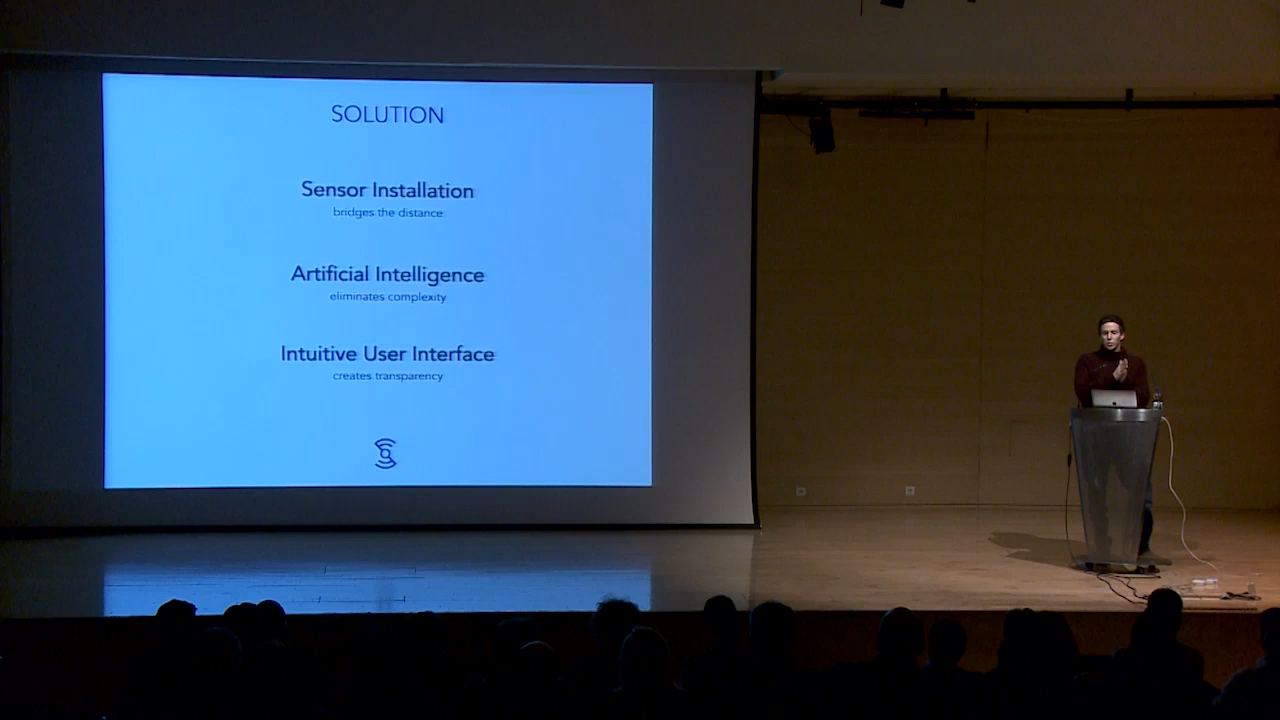 SOLUTION
Sensor Installation
bridges the distance
Artificial Intelligence
eliminates complexity
Intuitive User Interface
creates transparency